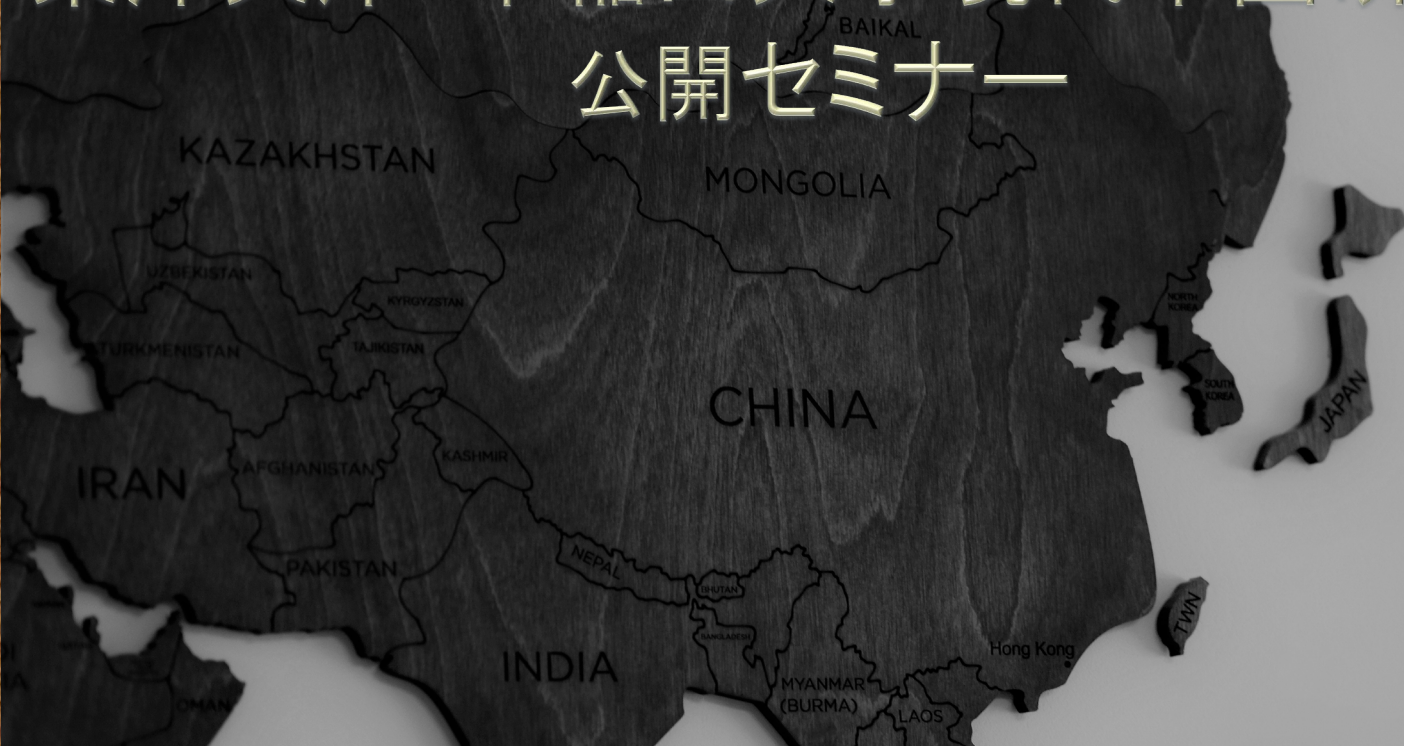 BAIKAL
公開セミナー
KAZAKHSTAN
MONGOLIA
UZBEKISTAN
KYRGYZSTAN
NORTH
KOREA
TURKMENISTAN
TAJIKISTAN
SOUTH
KOREA
CHINA
JAPAN
KASHMIR
AFGHANISTAN
IRAN
NEPAL
PAKISTAN
BHUTAN
TWN
BANGLADESH
Hong Kong
INDIA
MYANMAR
(BURMA)
OMAN
LAOS